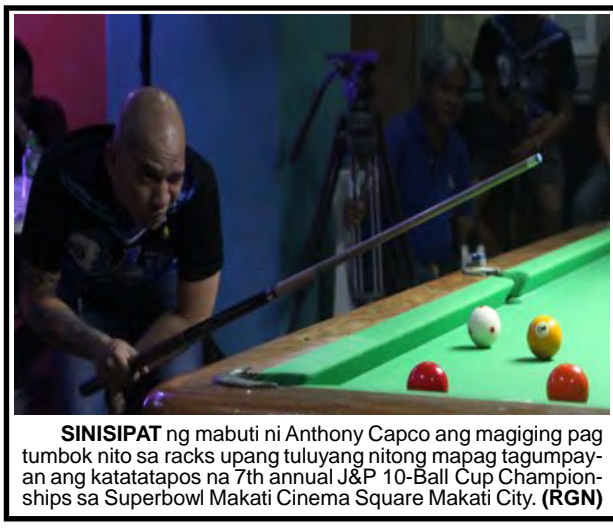 SINISIPAT ng mabuti ni Anthony Capco ang magiging pag
tumbok nito sa racks upang tuluyang nitong mapag tagumpay-
an ang katatatapos na 7th annual J&P 10-Ball Cup Champion-
ships sa Superbowl Makati Cinema Square Makati City. (RGN)